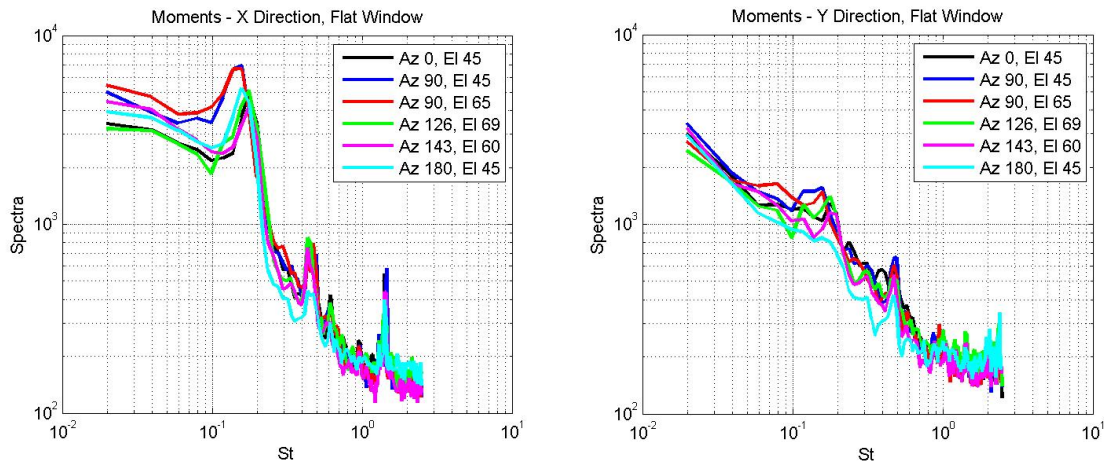 Moments - X Direction, Flat Window
10^4
10^3
10^2
Spectra
Az 0, El 45
Az 90, El 45
Az 90, El 65
Az 126, El 69
Az 143, El 60
Az 180, El 45
10^-2
10^-1
10^0
10^1
St
Moments - Y Direction, Flat Window
10^4
10^3
10^2
Spectra
Az 0, El 45
Az 90, El 45
Az 90, El 65
Az 126, El 69
Az 143, El 60
Az 180, El 45
10^-2
10^-1
10^0
10^1
St